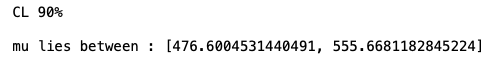 CL 90%
mu lies between : [476.6004531440491, 555.6681182845224]